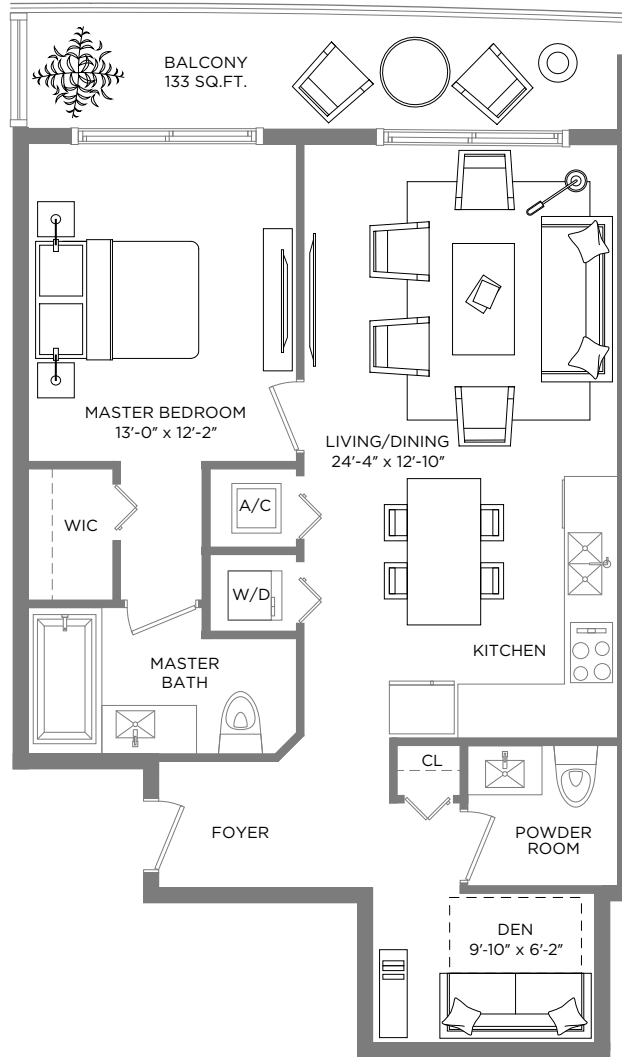 BALCONY
133 SQ.FT.
MASTER BEDROOM
13'-0" x 12'-2"
LIVING/DINING
24'-4" x 12'-10"
A/C
WIC
W/D
KITCHEN
MASTER
BATH
CL
FOYER
POWDER
ROOM
DEN
9'-10" x 6'-2"